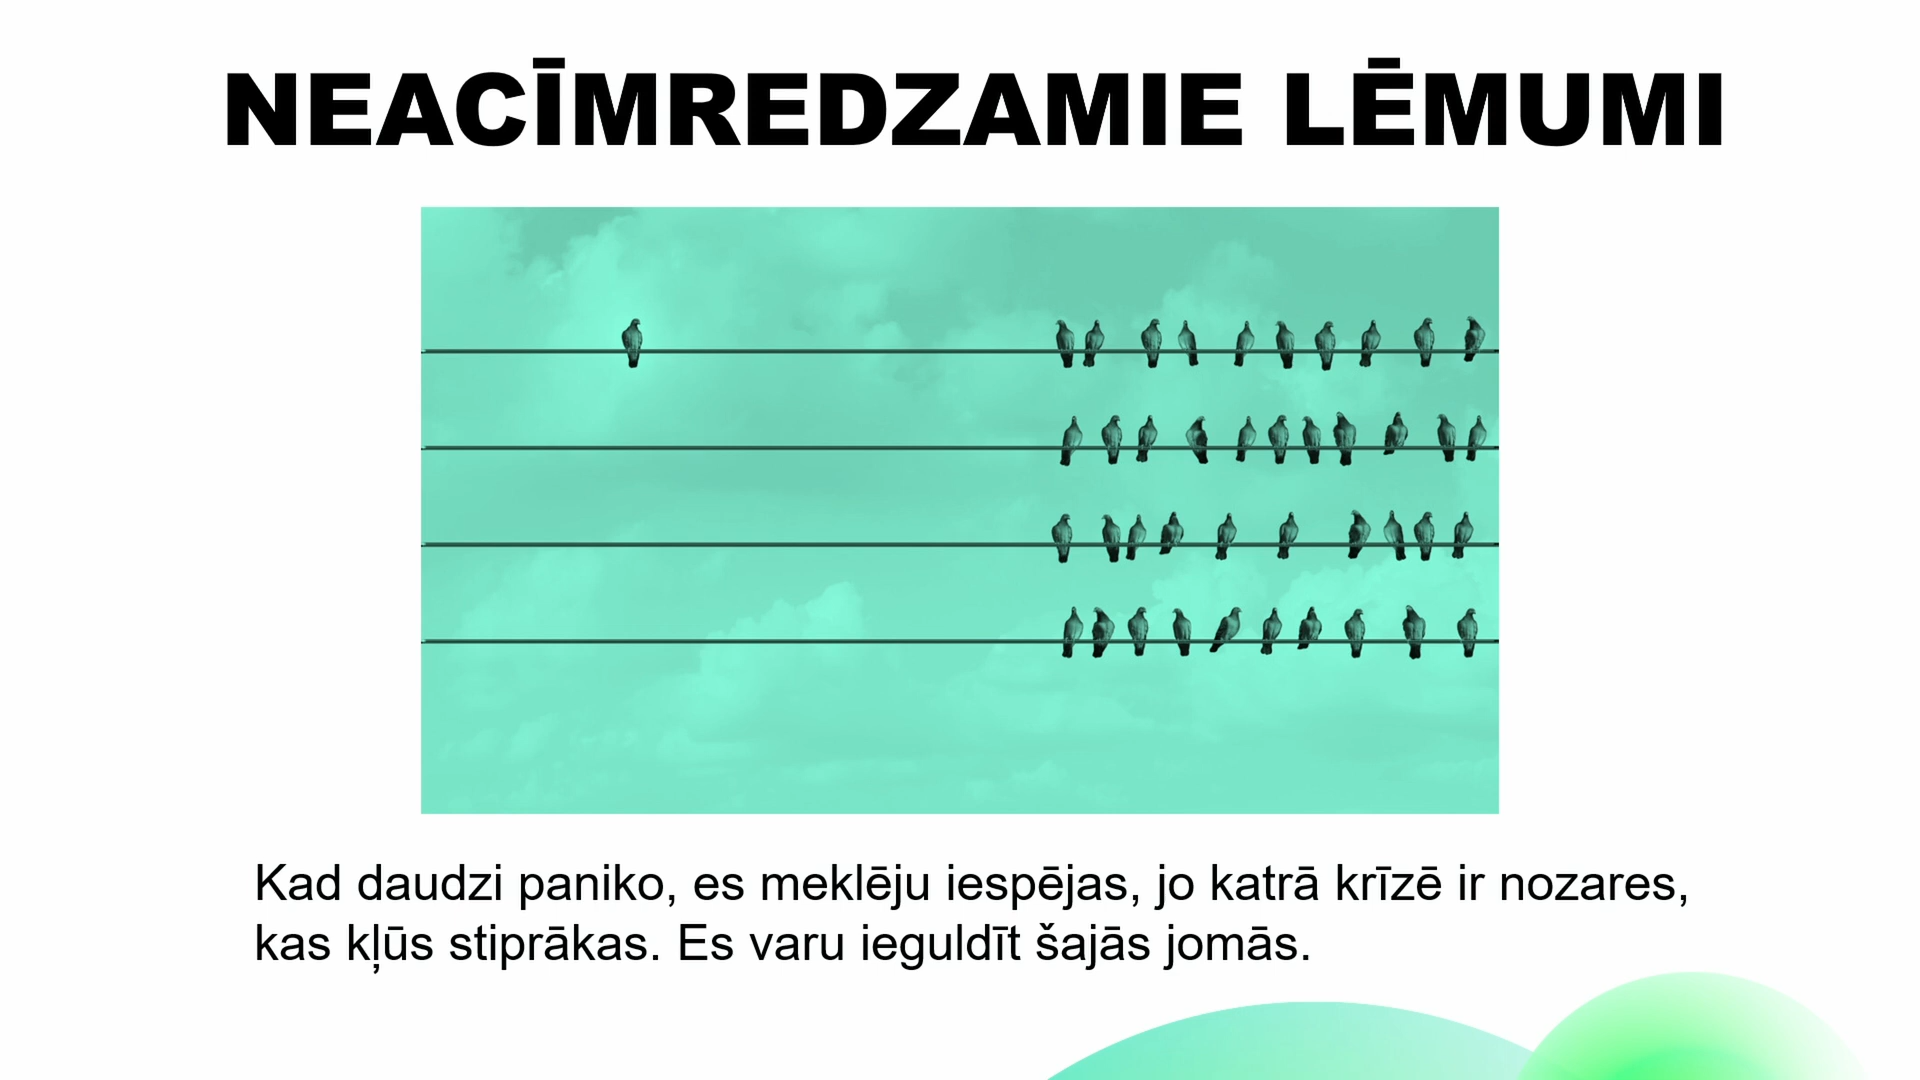 NEACĪMREDZAMIE LĒMUMI
Kad daudzi paniko, es meklēju iespējas, jo katrā krīzē ir nozares,
kas kļūs stiprākas. Es varu ieguldīt šajās jomās.